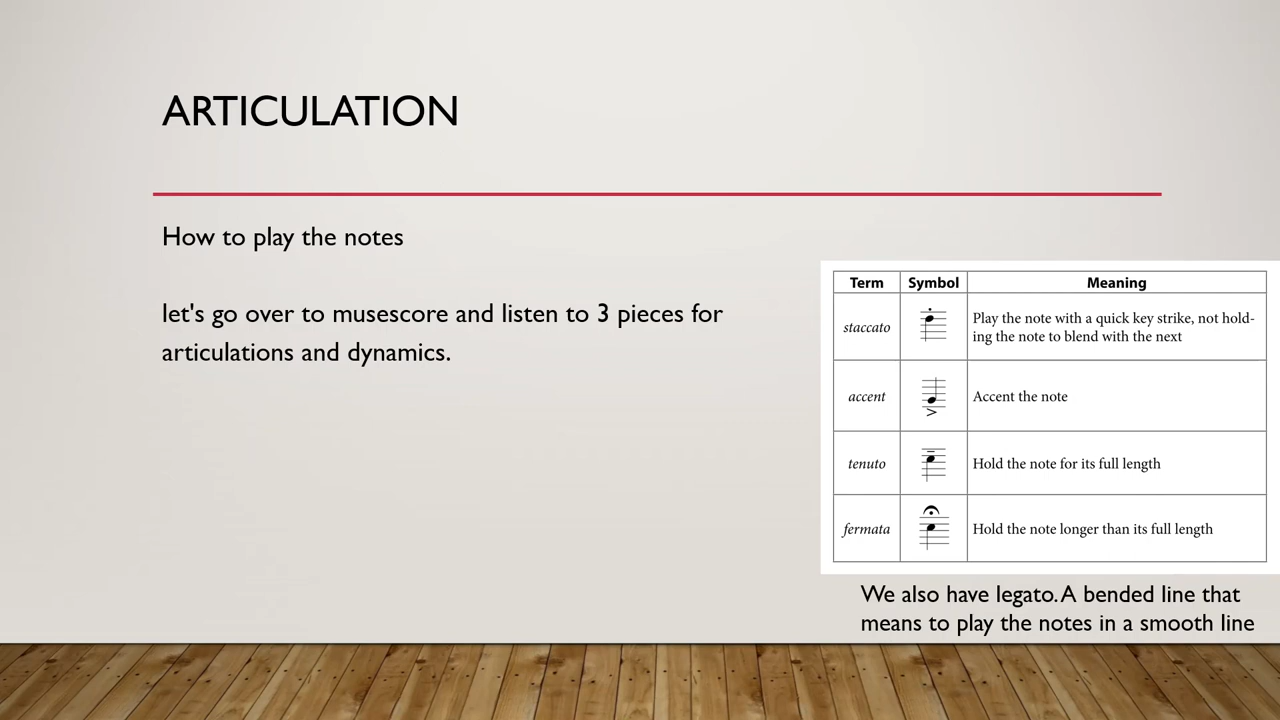 ARTICULATION
How to play the notes
let's go over to musescore and listen to 3 pieces for
articulations and dynamics.
Term Symbol Meaning
staccato Play the note with a quick key strike, not hold-
ing the note to blend with the next
accent Accent the note
tenuto Hold the note for its full length
fermata Hold the note longer than its full length
We also have legato. A bended line that
means to play the notes in a smooth line